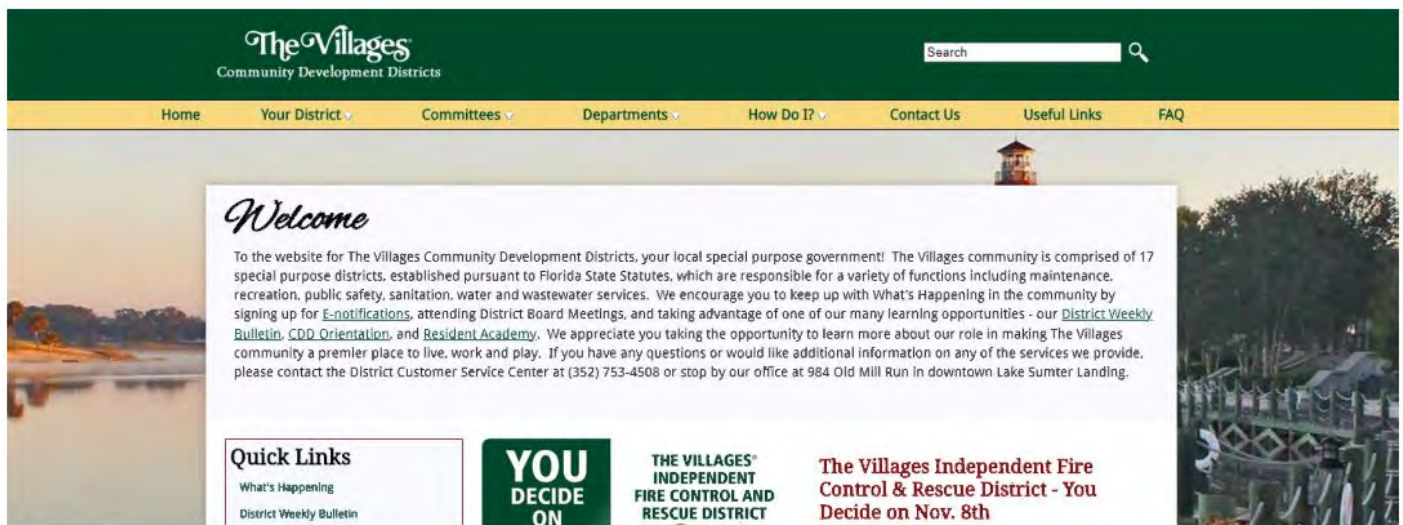 The Villages®
Community Development Districts
Search
Home Your District Committees Departments How Do I? Contact Us Useful Links FAQ
Welcome
To the website for The Villages Community Development Districts, your local special purpose government! The Villages community is comprised of 17
special purpose districts, established pursuant to Florida State Statutes, which are responsible for a variety of functions including maintenance,
recreation, public safety, sanitation, water and wastewater services. We encourage you to keep up with What's Happening in the community by
signing up for E-notifications, attending District Board Meetings, and taking advantage of one of our many learning opportunities - our District Weekly
Bulletin, CDD Orientation, and Resident Academy. We appreciate you taking the opportunity to learn more about our role in making The Villages
community a premier place to live, work and play. If you have any questions or would like additional information on any of the services we provide,
please contact the District Customer Service Center at (352) 753-4508 or stop by our office at 984 Old Mill Run in downtown Lake Sumter Landing.
Quick Links
What's Happening
District Weekly Bulletin
YOU
DECIDE
ON
THE VILLAGES®
INDEPENDENT
FIRE CONTROL AND
RESCUE DISTRICT
The Villages Independent Fire
Control & Rescue District - You
Decide on Nov. 8th